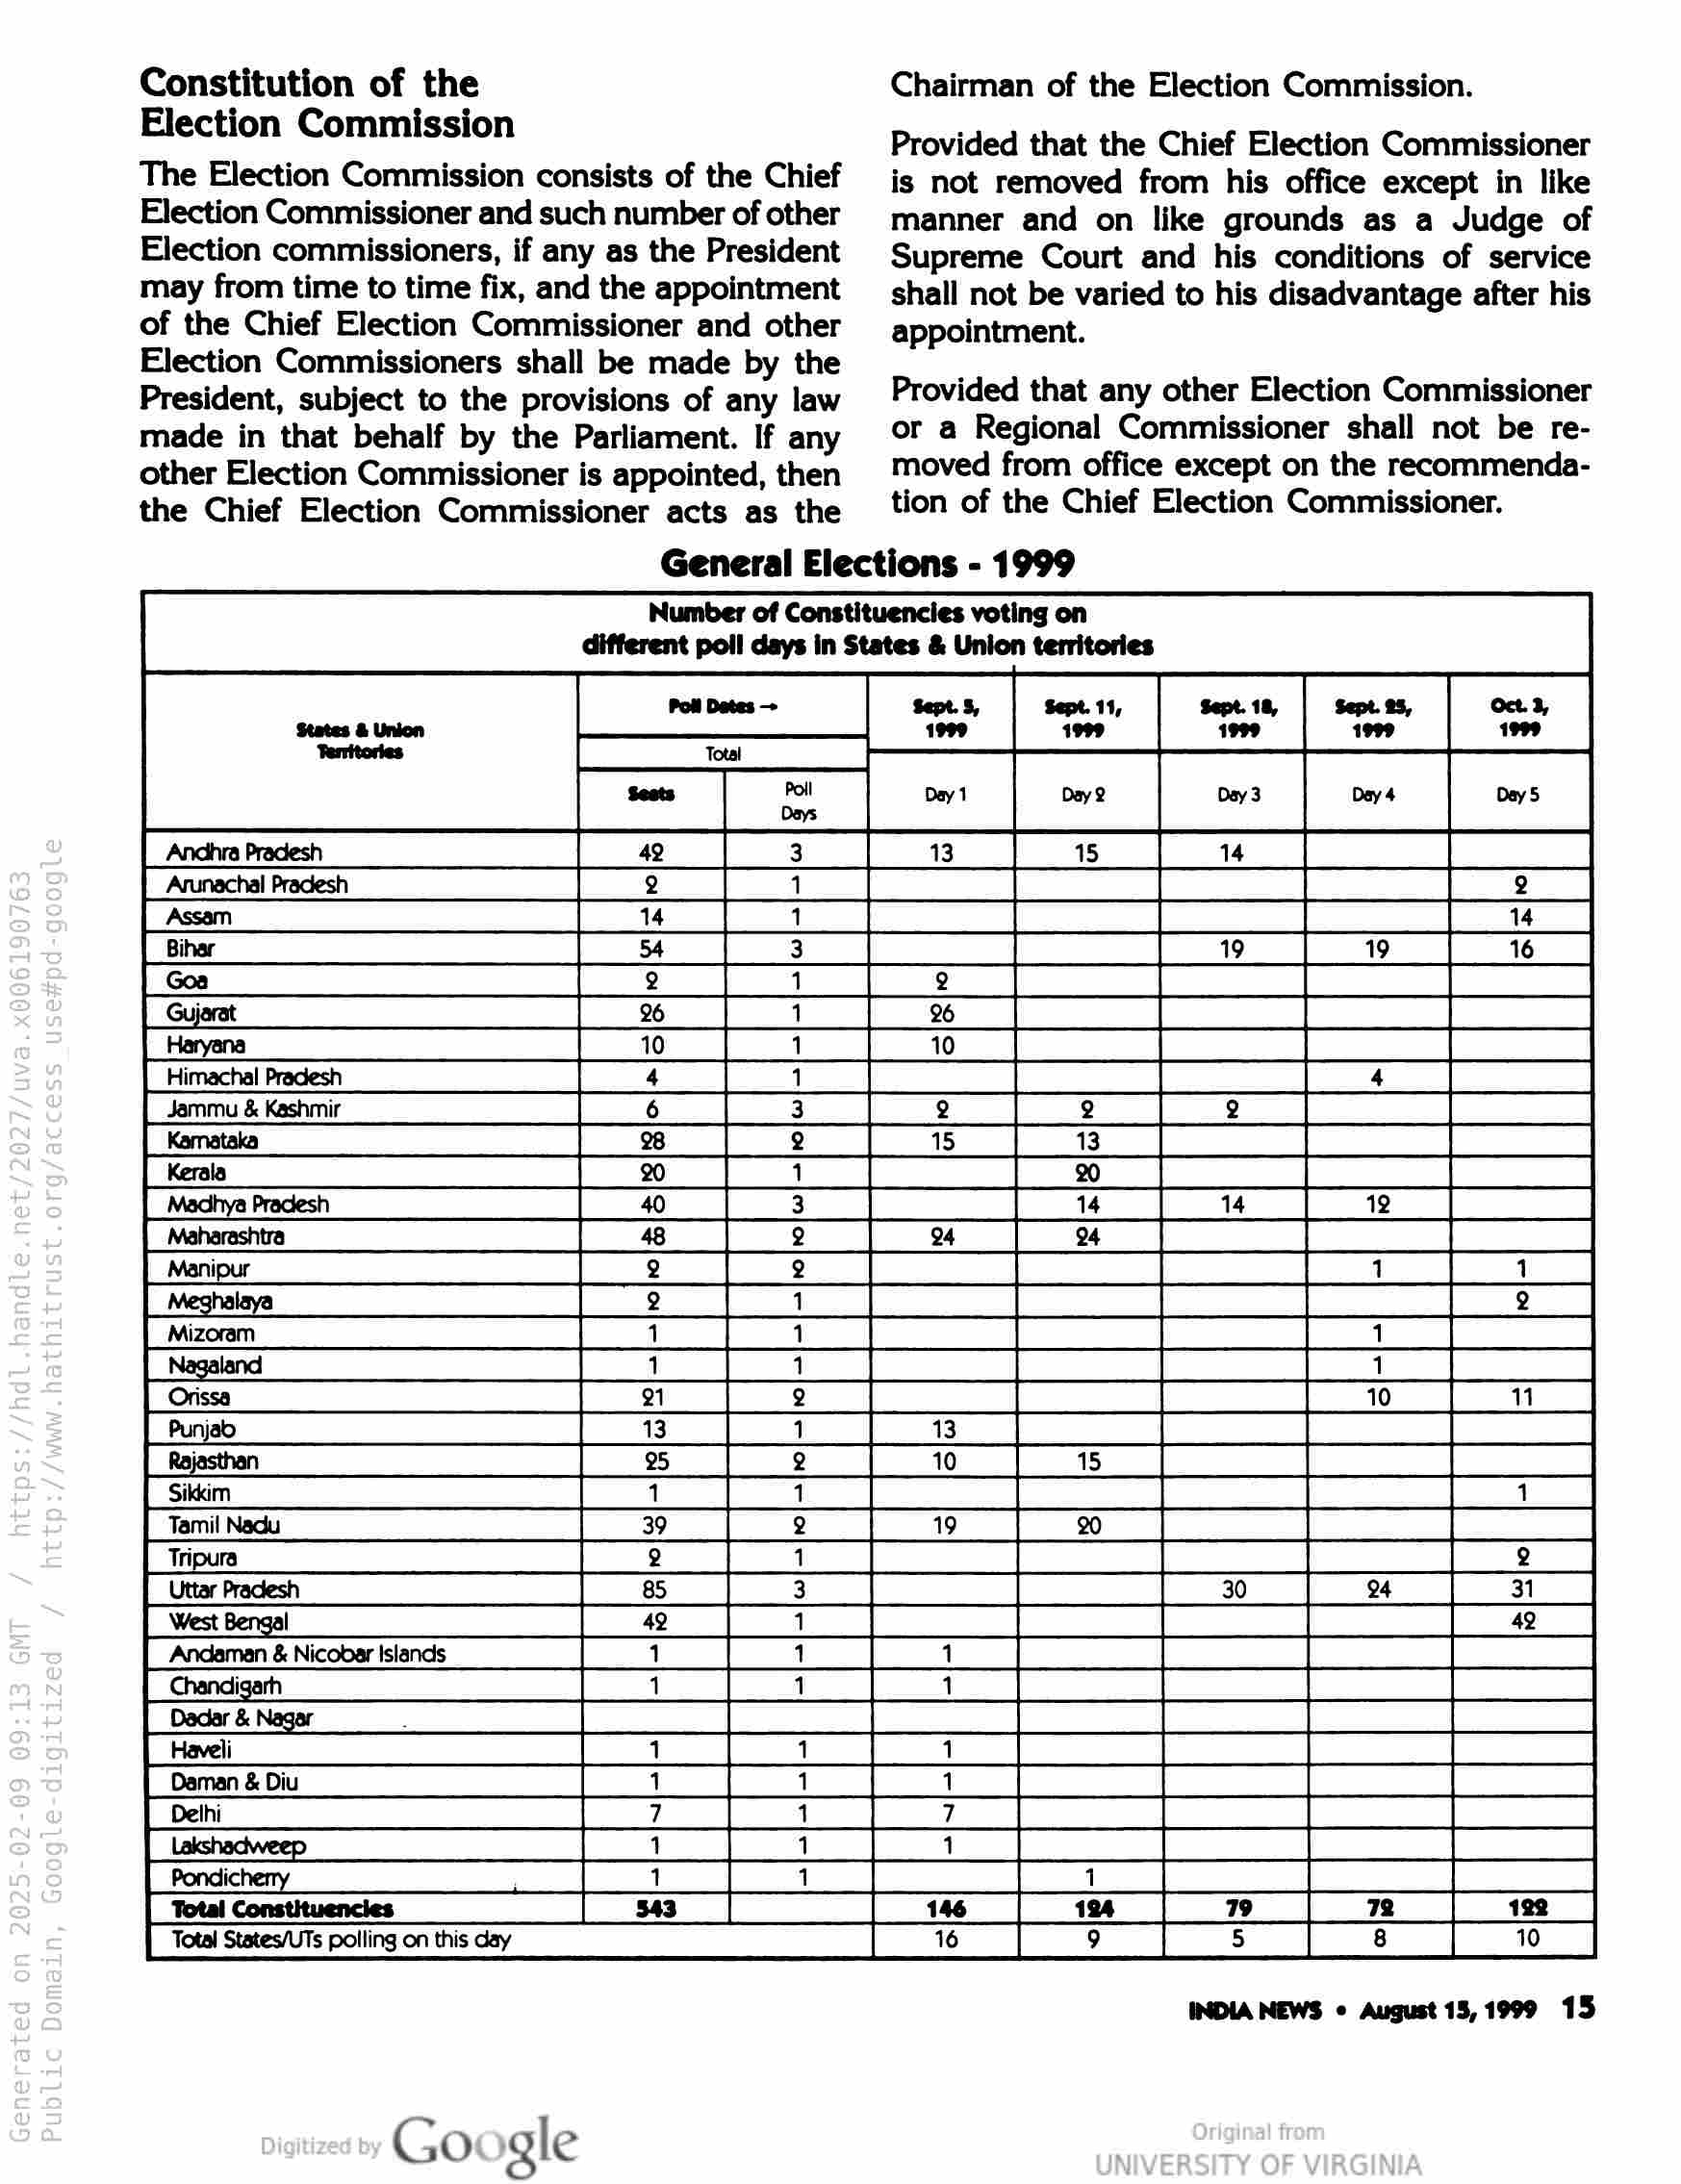 Constitution of the
Election Commission
The Election Commission consists of the Chief
Election Commissioner and such number of other
Election commissioners, if any as the President
may from time to time fix, and the appointment
of the Chief Election Commissioner and other
Election Commissioners shall be made by the
President, subject to the provisions of any law
made in that behalf by the Parliament. If any
other Election Commissioner is appointed, then
the Chief Election Commissioner acts as the
Chairman of the Election Commission.
Provided that the Chief Election Commissioner
is not removed from his office except in like
manner and on like grounds as a Judge of
Supreme Court and his conditions of service
shall not be varied to his disadvantage after his
appointment.
Provided that any other Election Commissioner
or a Regional Commissioner shall not be re-
moved from office except on the recommenda-
tion of the Chief Election Commissioner.
General Elections - 1999
Number of Constituencies voting on
different poll days in States & Union territories
States & Union Territories Poll Dates → Sept. 5, 1999 Sept. 11, 1999 Sept. 18, 1999 Sept. 25, 1999 Oct. 3, 1999
Total
Seats Poll Days Day 1 Day 2 Day 3 Day 4 Day 5
Andhra Pradesh 42 3 13 15 14
Arunachal Pradesh 2 1 2
Assam 14 1 14
Bihar 54 3 19 19 16
Goa 2 1 2
Gujarat 26 1 26
Haryana 10 1 10
Himachal Pradesh 4 1 4
Jammu & Kashmir 6 3 2 2 2
Karnataka 28 2 15 13
Kerala 20 1 20
Madhya Pradesh 40 3 14 14 12
Maharashtra 48 2 24 24
Manipur 2 2 1 1
Meghalaya 2 1 2
Mizoram 1 1 1
Nagaland 1 1 1
Orissa 21 2 10 11
Punjab 13 1 13
Rajasthan 25 2 10 15
Sikkim 1 1 1
Tamil Nadu 39 2 19 20
Tripura 2 1 2
Uttar Pradesh 85 3 30 24 31
West Bengal 42 1 42
Andaman & Nicobar Islands 1 1 1
Chandigarh 1 1 1
Dadar & Nagar
Haveli 1 1 1
Daman & Diu 1 1 1
Delhi 7 1 7
Lakshadweep 1 1 1
Pondicherry 1 1 1
Total Constituencies 543 146 124 79 72 122
Total States/UTs polling on this day 16 9 5 8 10
INDIA NEWS • August 15, 1999 15
Generated on 2025-02-09 09:13 GMT / https://hdl.handle.net/2027/uva.x006190763
Public Domain, Google-digitized / http://www.hathitrust.org/access_use#pd-google
Digitized by Google
Original from
UNIVERSITY OF VIRGINIA